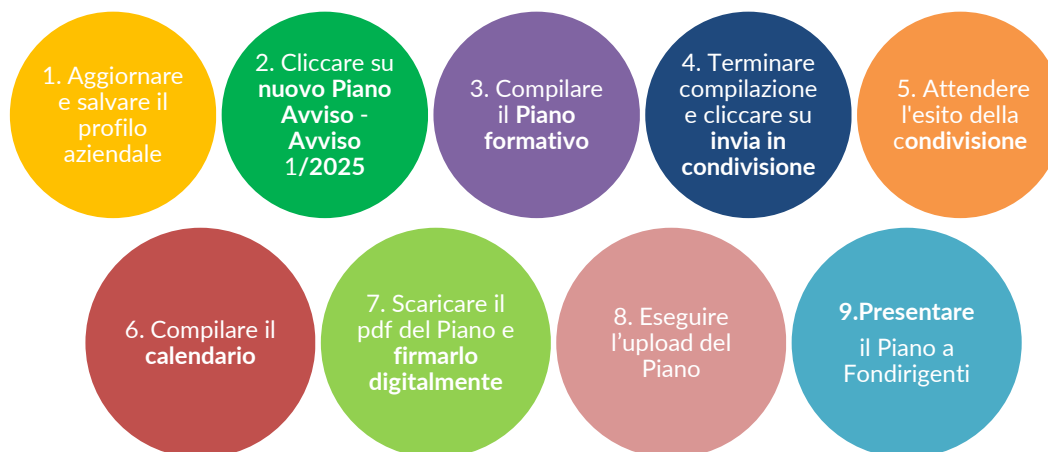 1. Aggiornare
e salvare il
profilo
aziendale
2. Cliccare su
nuovo Piano
Avviso -
Avviso
1/2025
3. Compilare
il Piano
formativo
4. Terminare
compilazione
e cliccare su
invia in
condivisione
5. Attendere
l'esito della
condivisione
6. Compilare il
calendario
7. Scaricare il
pdf del Piano e
firmarlo
digitalmente
8. Eseguire
l’upload del
Piano
9.Presentare
il Piano a
Fondirigenti